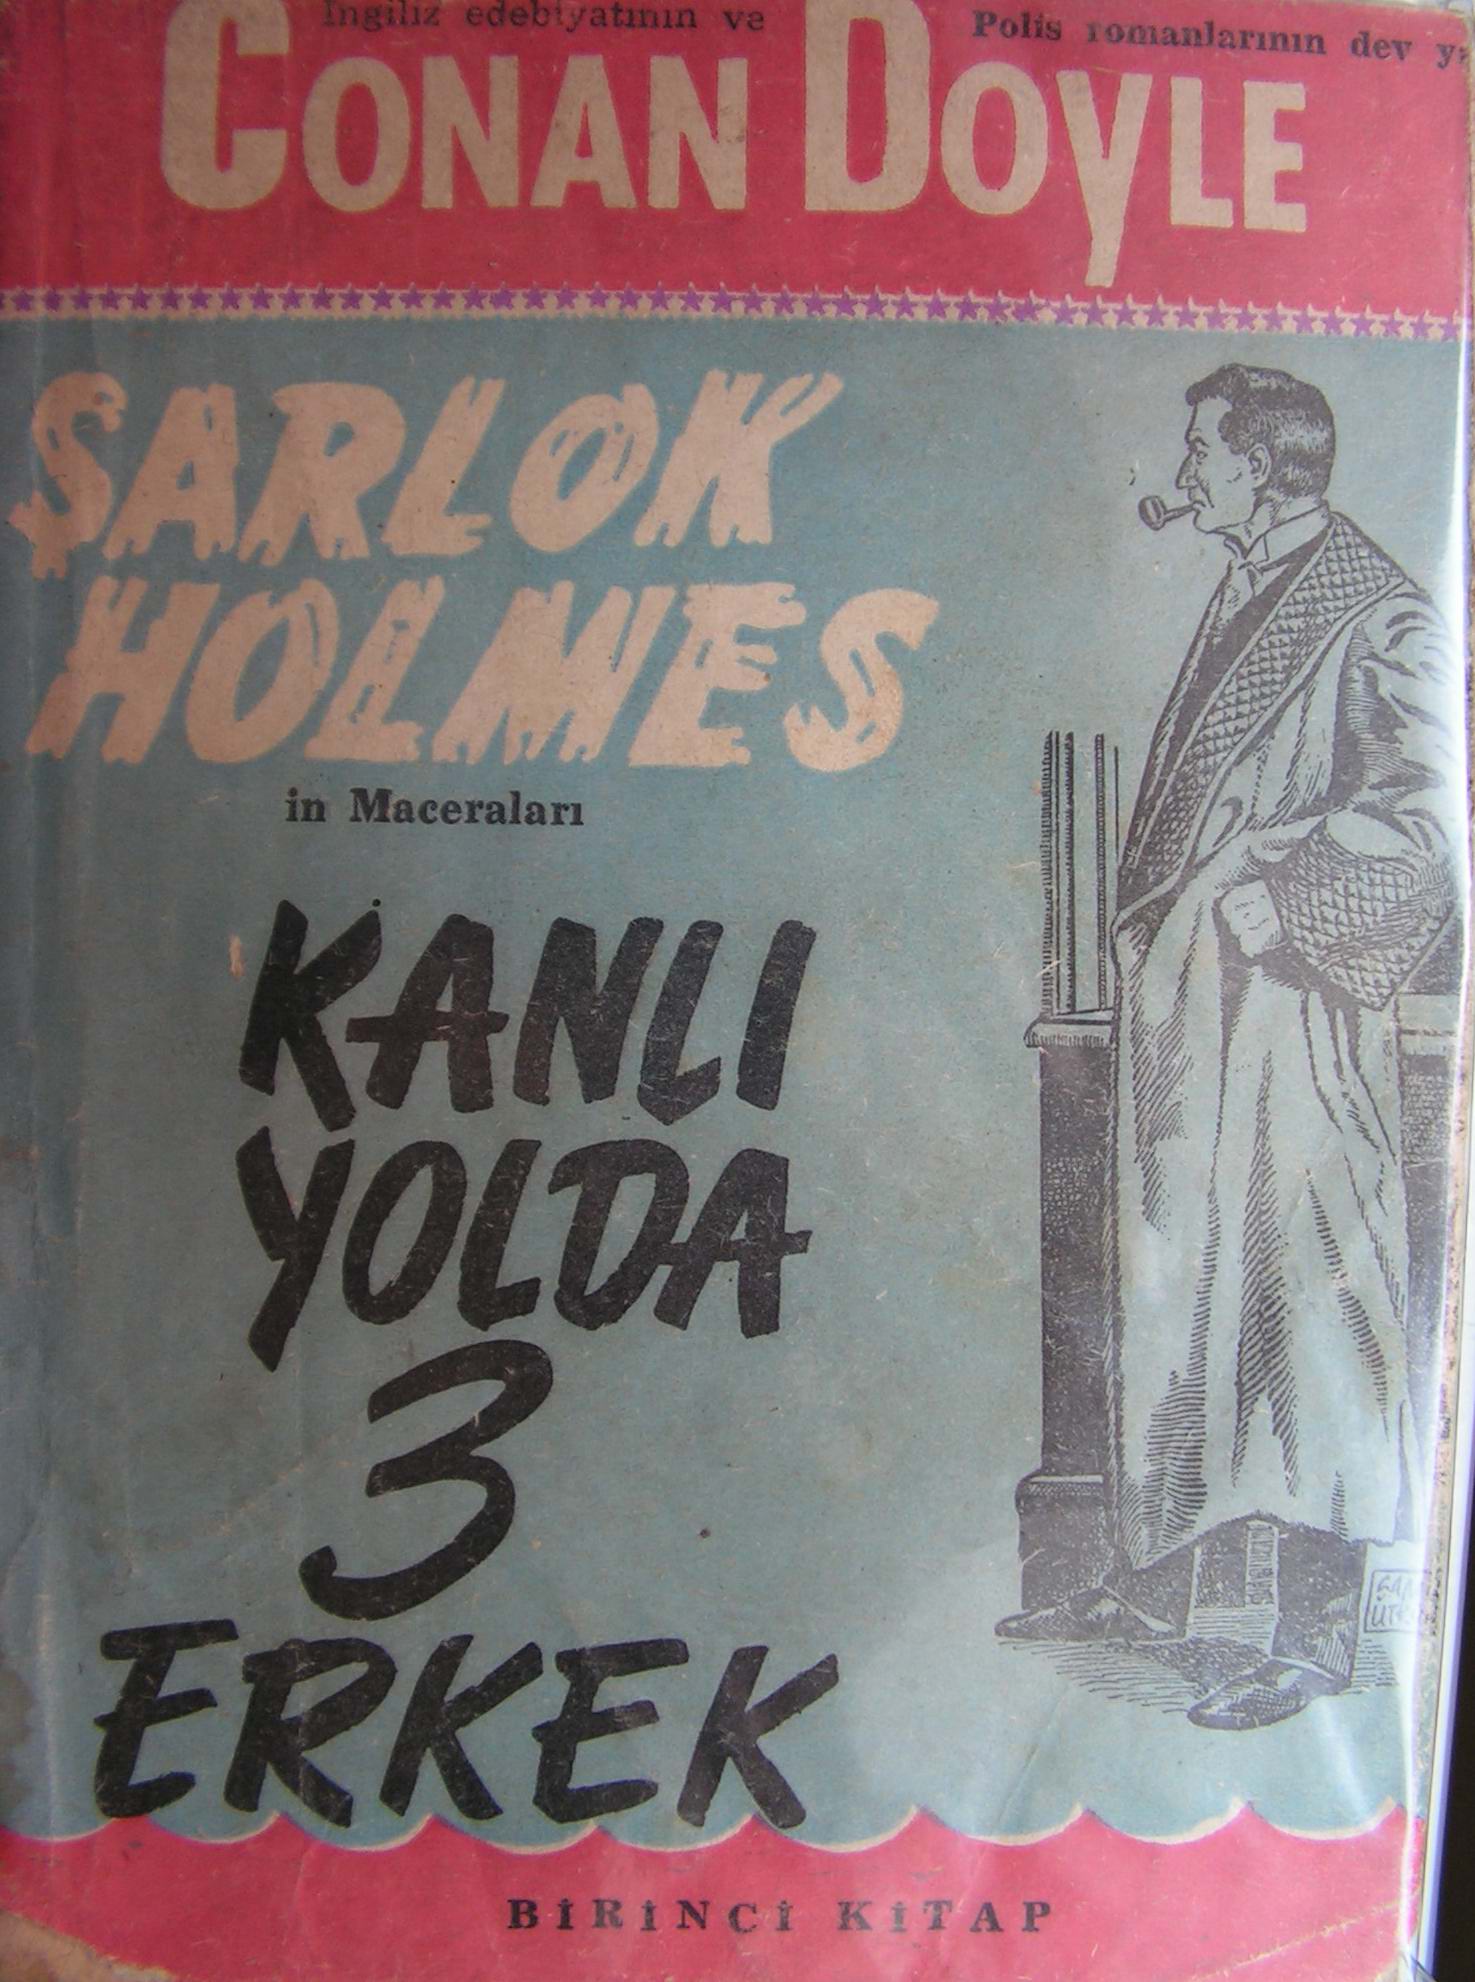 İngiliz edebiyatının ve Polis romanlarının dev
CONAN DOYLE
ŞARLOK
HOLMES
in Maceraları
KANLI
YOLDA
3
ERKEK
BİRİNCİ KİTAP